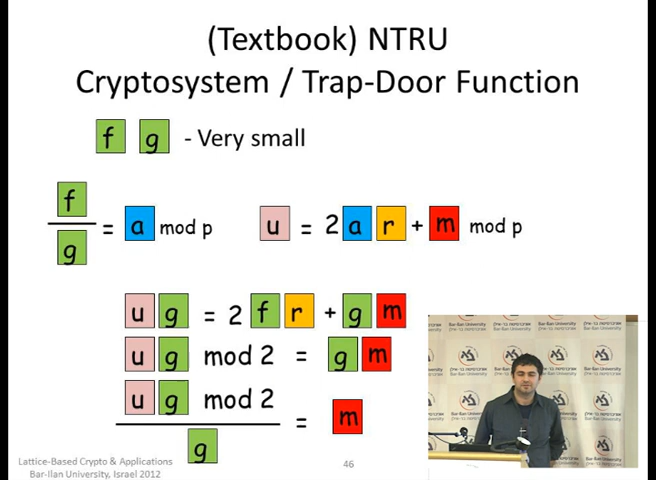 (Textbook) NTRU
Cryptosystem / Trap-Door Function
f g - Very small
f
g
= a mod p
u = 2 a r + m mod p
u g = 2 f r + g m
u g mod 2 = g m
u g mod 2
g
= m
Lattice-Based Crypto & Applications
Bar-Ilan University, Israel 2012
46